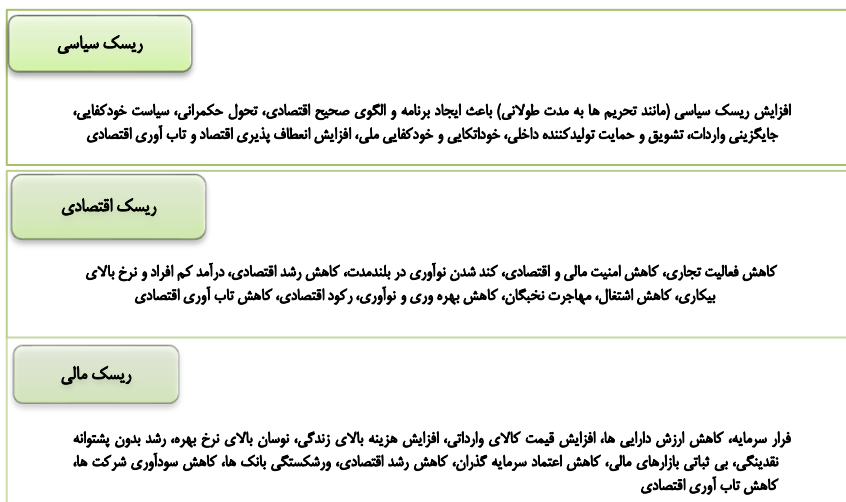 ریسک سیاسی
افزایش ریسک سیاسی (مانند تحریم ها به مدت طولانی) باعث ایجاد برنامه و الگوی صحیح اقتصادی، تحول حکمرانی، سیاست خودکفایی،
جایگزینی واردات، تشویق و حمایت تولیدکننده داخلی، خوداتکایی و خودکفایی ملی، افزایش انعطاف پذیری اقتصاد و تاب آوری اقتصادی
ریسک اقتصادی
کاهش فعالیت تجاری، کاهش امنیت مالی و اقتصادی، کند شدن نوآوری در بلندمدت، کاهش رشد اقتصادی، درآمد کم افراد و نرخ بالای
بیکاری، کاهش اشتغال، مهاجرت نخبگان، کاهش بهره وری و نوآوری، رکود اقتصادی، کاهش تاب آوری اقتصادی
ریسک مالی
فرار سرمایه، کاهش ارزش دارایی ها، افزایش قیمت کالای وارداتی، افزایش هزینه بالای زندگی، نوسان بالای نرخ بهره، رشد بدون پشتوانه
نقدینگی، بی ثباتی بازارهای مالی، کاهش اعتماد سرمایه گذران، کاهش رشد اقتصادی، ورشکستگی بانک ها، کاهش سودآوری شرکت ها،
کاهش تاب آوری اقتصادی